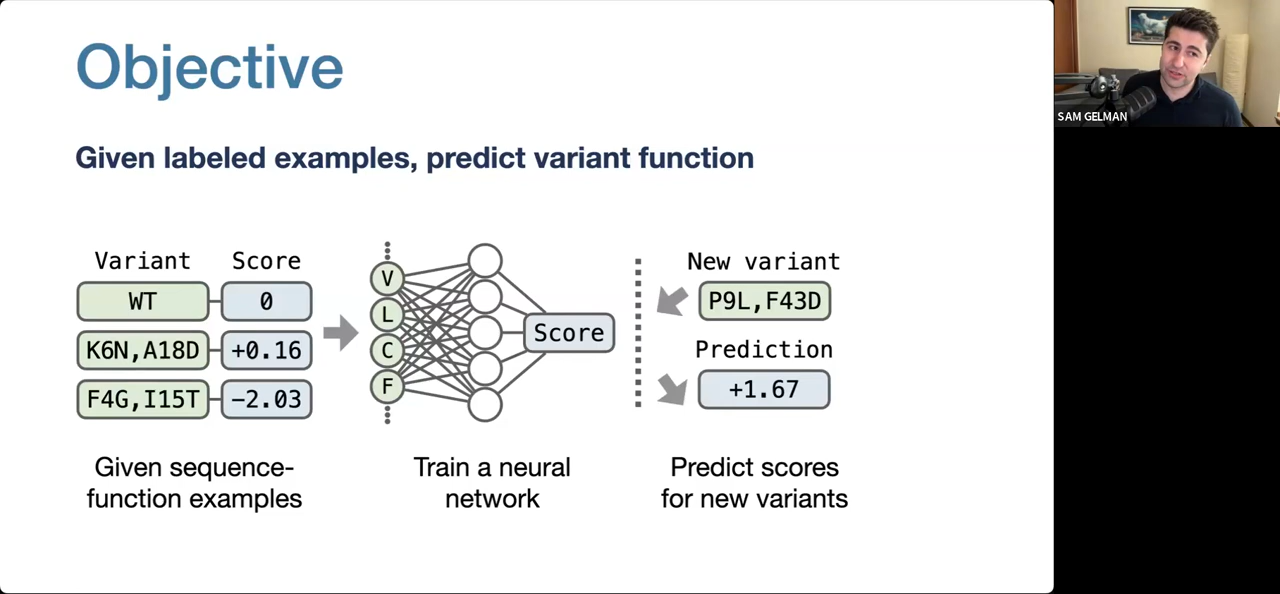 Objective
Given labeled examples, predict variant function
Variant Score
WT 0
K6N,A18D +0.16
F4G,I15T −2.03
Given sequence-
function examples
V
L
C
F
Score
Train a neural
network
New variant
P9L,F43D
Prediction
+1.67
Predict scores
for new variants
SAM GELMAN